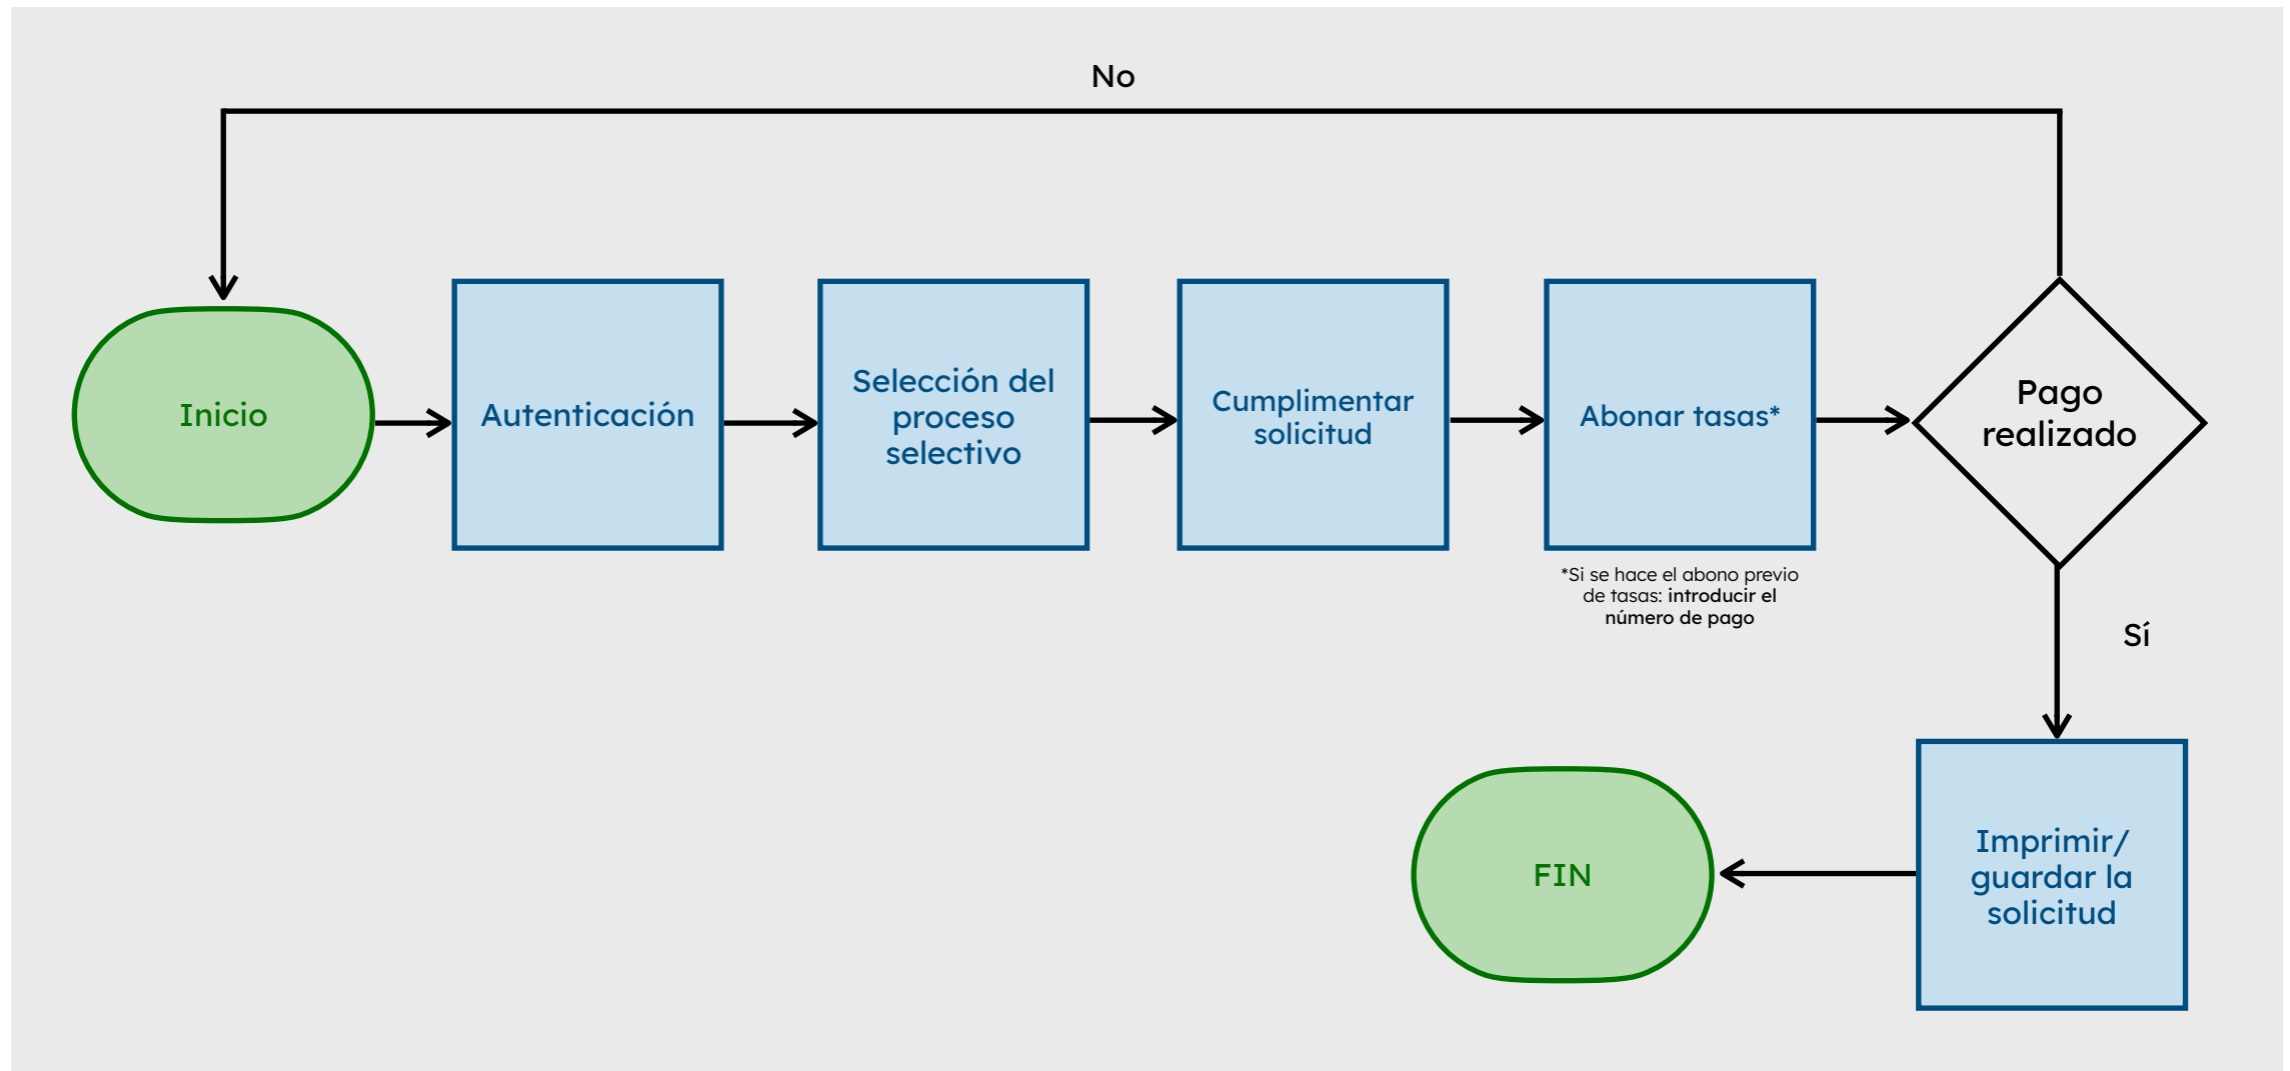 No
Inicio
Autenticación
Selección del
proceso
selectivo
Cumplimentar
solicitud
Abonar tasas*
*Si se hace el abono previo
de tasas: introducir el
número de pago
Pago
realizado
Sí
Imprimir/
guardar la
solicitud
FIN